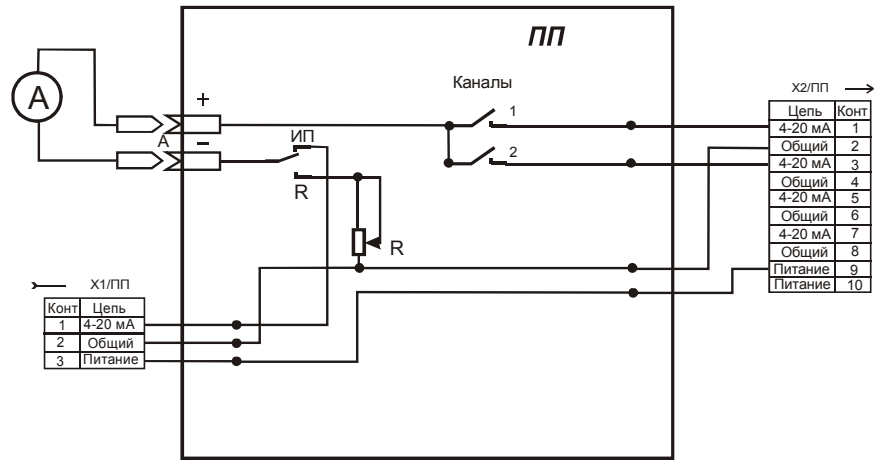 ПП
Каналы
Х2/ПП
Цепь Конт
4-20 мА 1
Общий 2
4-20 мА 3
Общий 4
4-20 мА 5
Общий 6
4-20 мА 7
Общий 8
Питание 9
Питание 10
A
+
А
−
1
2
ИП
R
R
Х1/ПП
Конт Цепь
1 4-20 мА
2 Общий
3 Питание